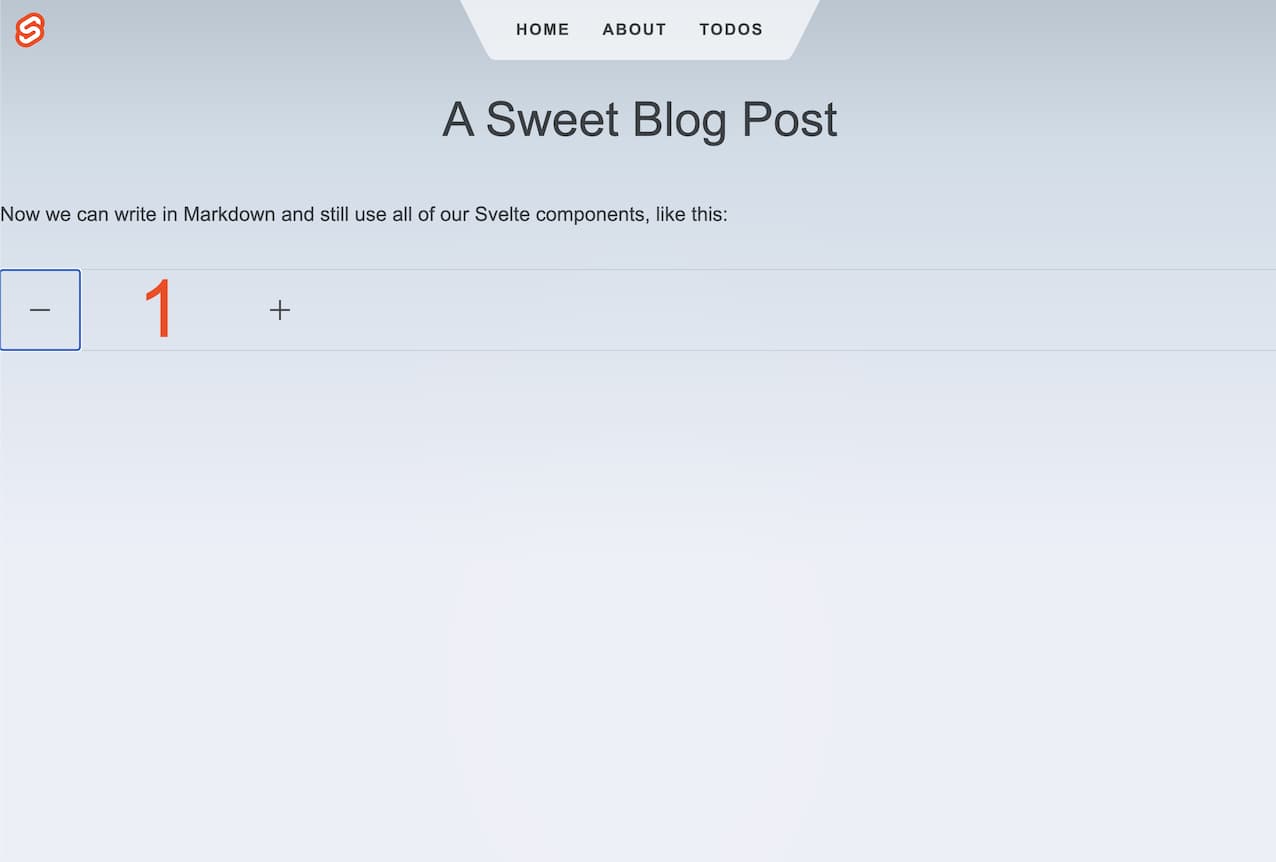 HOME ABOUT TODOS
A Sweet Blog Post
Now we can write in Markdown and still use all of our Svelte components, like this:
− 1 +